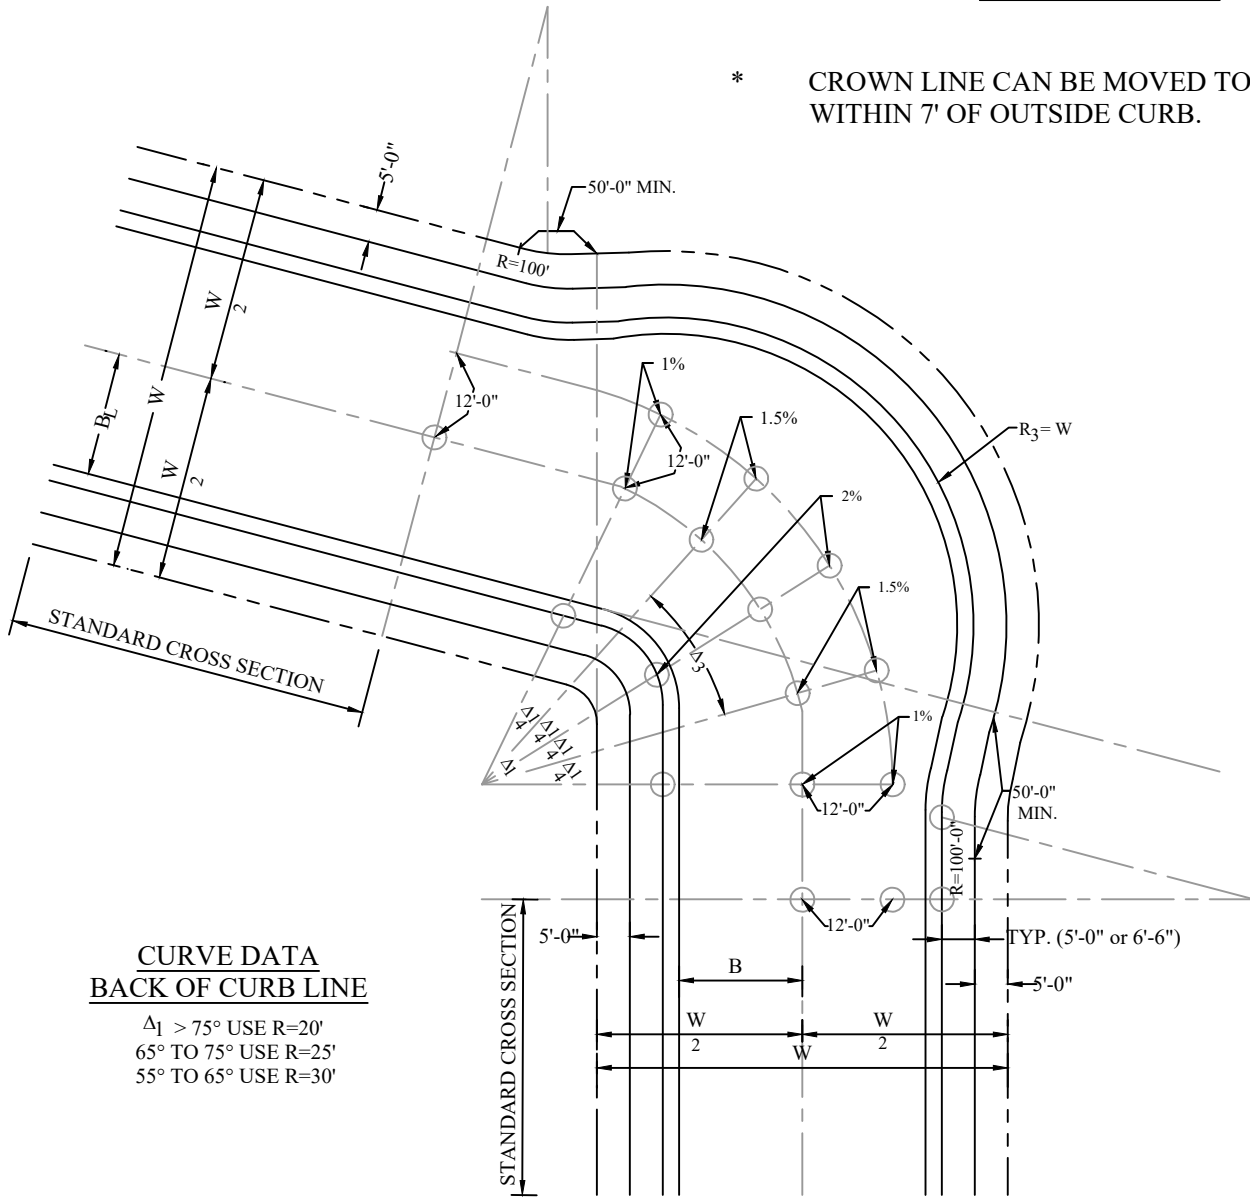 * CROWN LINE CAN BE MOVED TO
WITHIN 7' OF OUTSIDE CURB.
5'-0"
50'-0" MIN.
R=100'
W
2
W
W
2
BL
12'-0"
1%
12'-0"
1.5%
2%
1.5%
R3= W
Δ3
1%
12'-0"
Δ1
4
Δ1
4
Δ1
4
Δ1
4
Δ1
STANDARD CROSS SECTION
50'-0"
MIN.
R=100'-0"
12'-0"
5'-0"
TYP. (5'-0" or 6'-6")
5'-0"
B
W
2
W
2
W
STANDARD CROSS SECTION
CURVE DATA
BACK OF CURB LINE
Δ1 > 75° USE R=20'
65° TO 75° USE R=25'
55° TO 65° USE R=30'